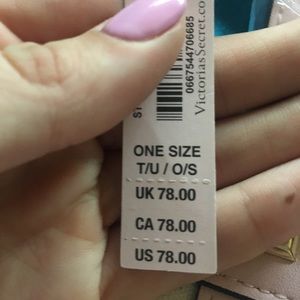 0667544706685
VictoriasSecret.co
ONE SIZE
T/U / O/S
UK 78.00
CA 78.00
US 78.00